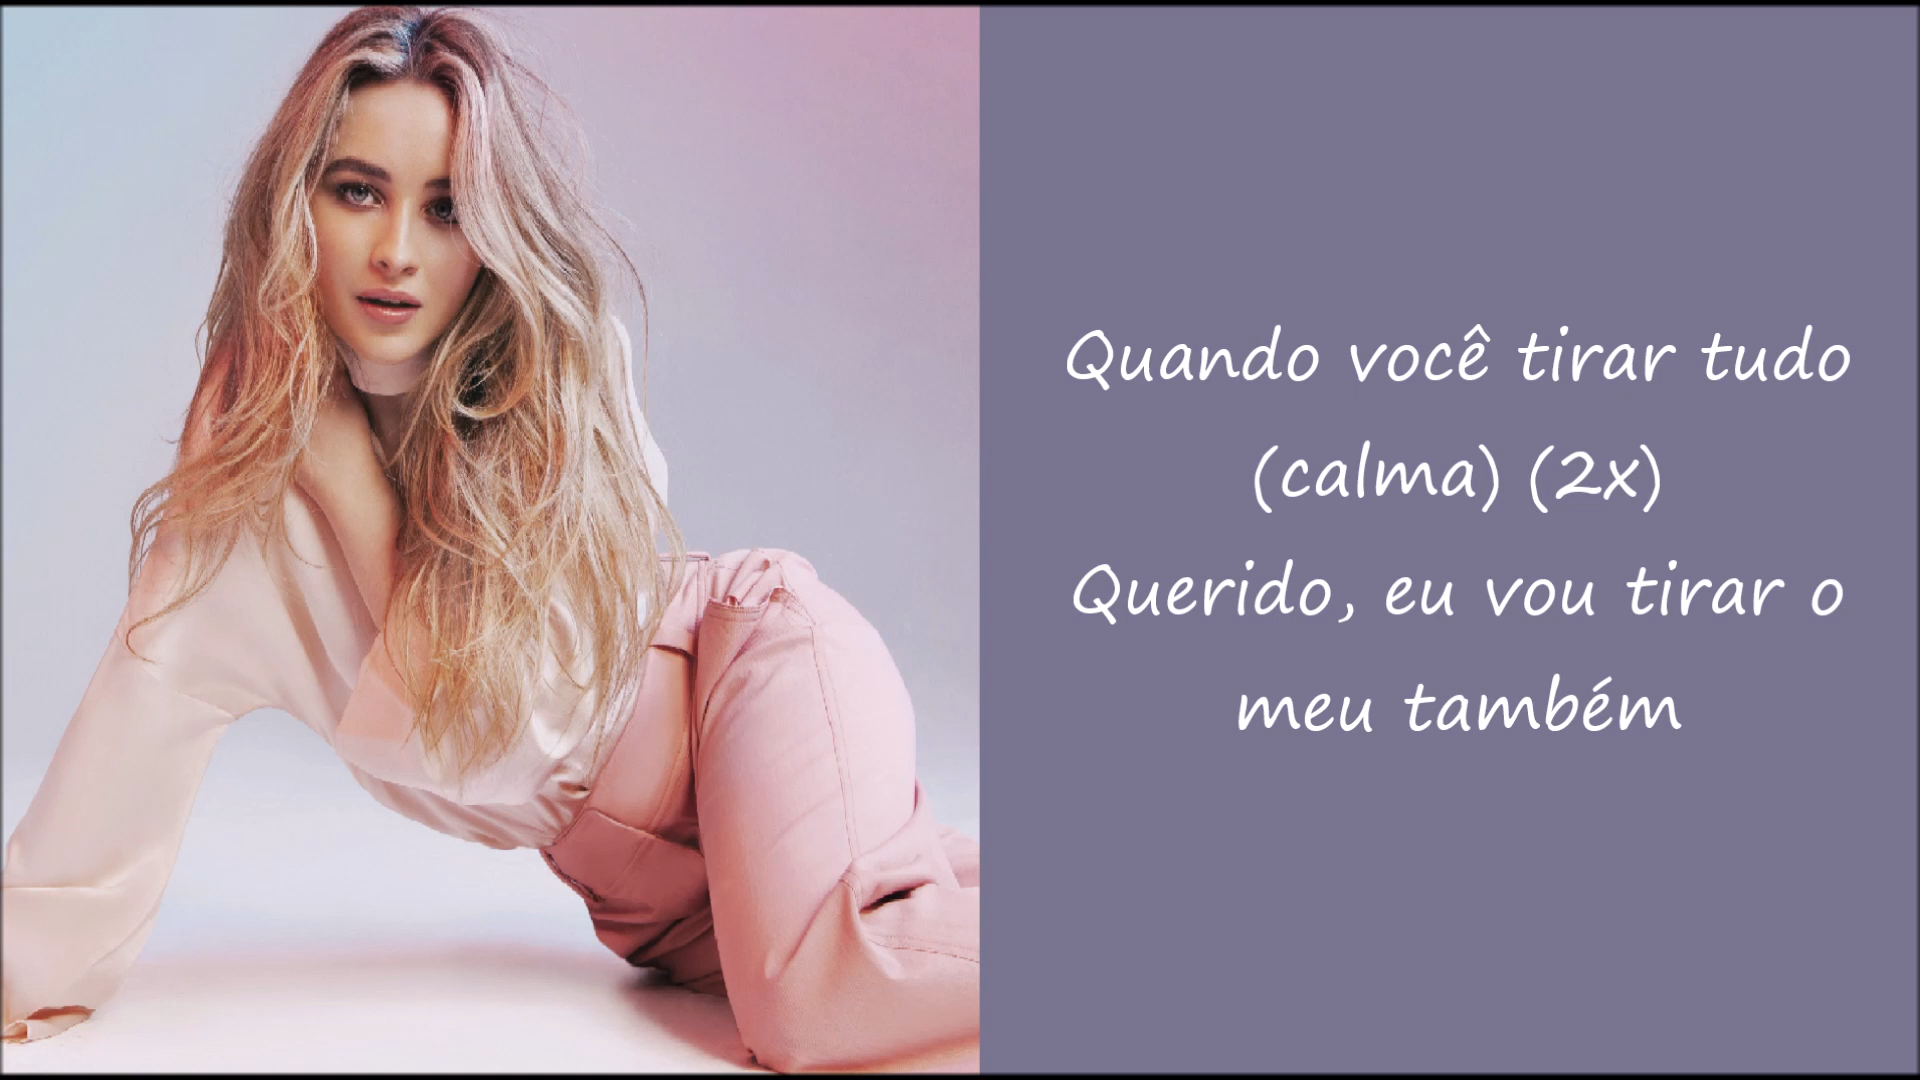 Quando você tirar tudo
(calma) (2x)
Querido, eu vou tirar o
meu também